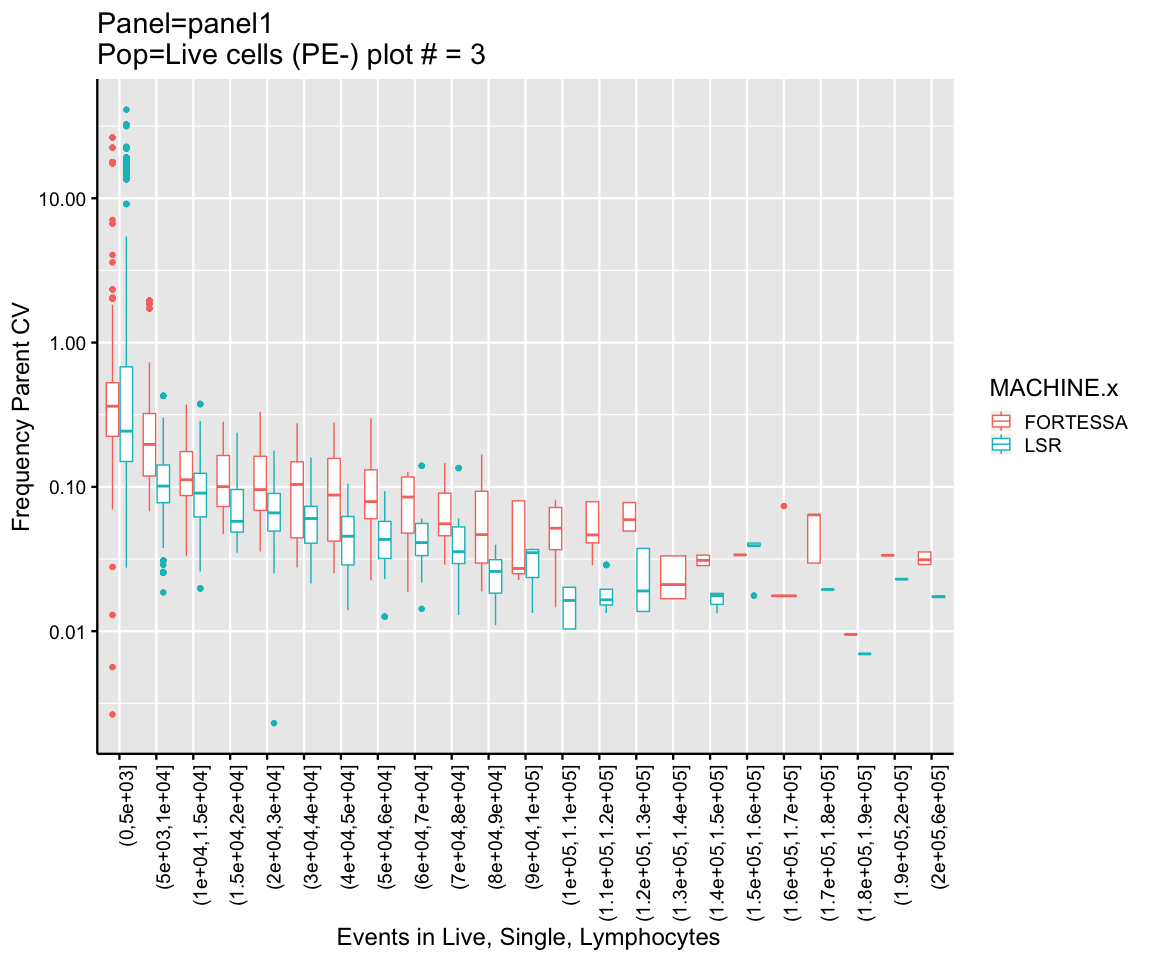 Panel=panel1
Pop=Live cells (PE-) plot # = 3
Frequency Parent CV
10.00
1.00
0.10
0.01
(0,5e+03]
(5e+03,1e+04]
(1e+04,1.5e+04]
(1.5e+04,2e+04]
(2e+04,3e+04]
(3e+04,4e+04]
(4e+04,5e+04]
(5e+04,6e+04]
(6e+04,7e+04]
(7e+04,8e+04]
(8e+04,9e+04]
(9e+04,1e+05]
(1e+05,1.1e+05]
(1.1e+05,1.2e+05]
(1.2e+05,1.3e+05]
(1.3e+05,1.4e+05]
(1.4e+05,1.5e+05]
(1.5e+05,1.6e+05]
(1.6e+05,1.7e+05]
(1.7e+05,1.8e+05]
(1.8e+05,1.9e+05]
(1.9e+05,2e+05]
(2e+05,6e+05]
Events in Live, Single, Lymphocytes
MACHINE.x
FORTESSA
LSR